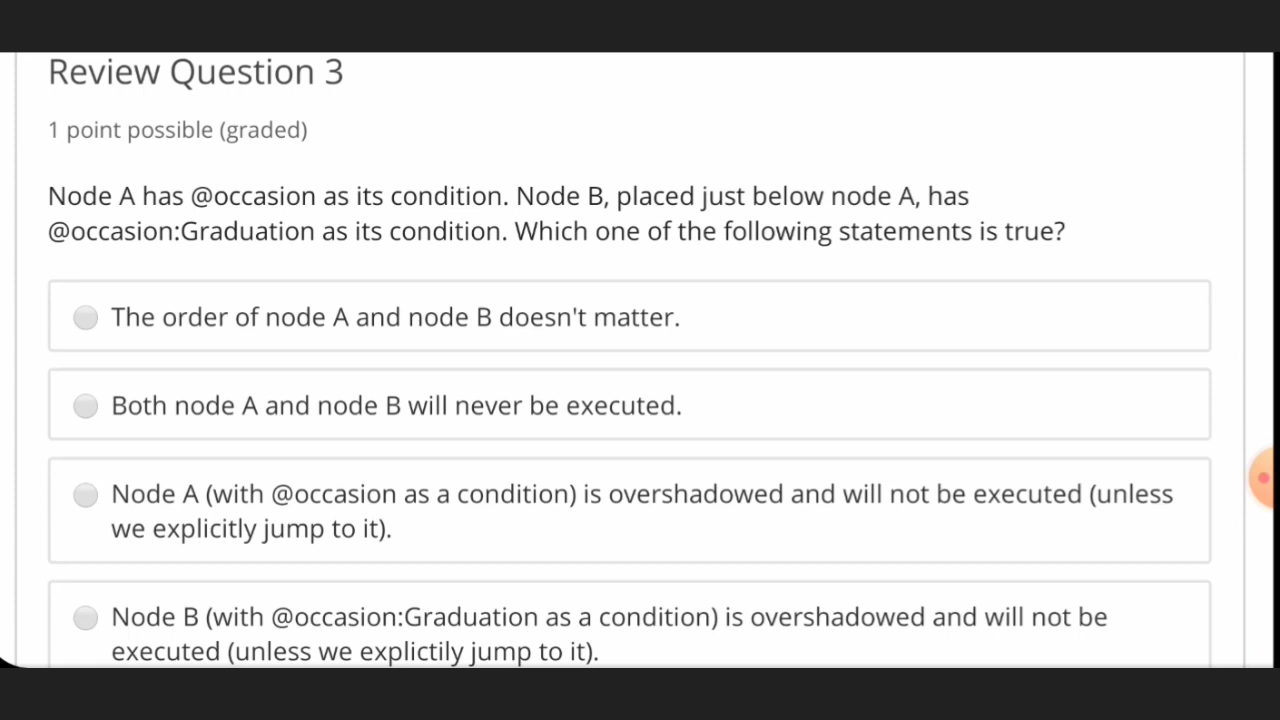 Review Question 3
1 point possible (graded)
Node A has @occasion as its condition. Node B, placed just below node A, has
@occasion:Graduation as its condition. Which one of the following statements is true?
The order of node A and node B doesn't matter.
Both node A and node B will never be executed.
Node A (with @occasion as a condition) is overshadowed and will not be executed (unless
we explicitly jump to it).
Node B (with @occasion:Graduation as a condition) is overshadowed and will not be
executed (unless we explictily jump to it).